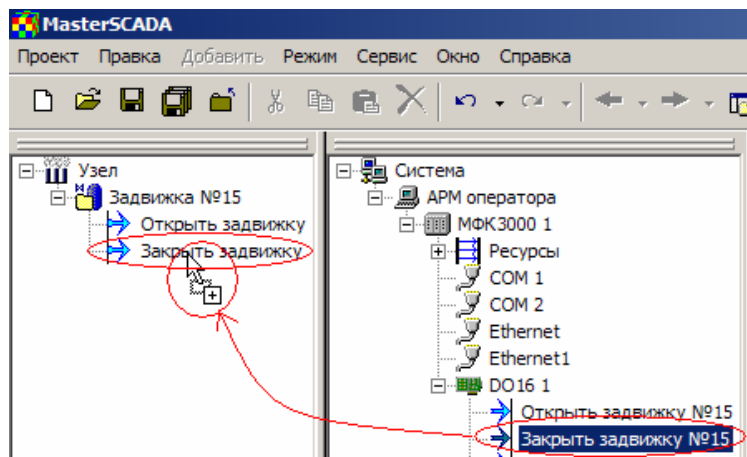 MasterSCADA
Проект Правка Добавить Режим Сервис Окно Справка
Узел
Задвижка №15
Открыть задвижку
Закрыть задвижку
Система
АРМ оператора
МФК3000 1
Ресурсы
COM 1
COM 2
Ethernet
Ethernet1
DO16 1
Открыть задвижку №15
Закрыть задвижку №15